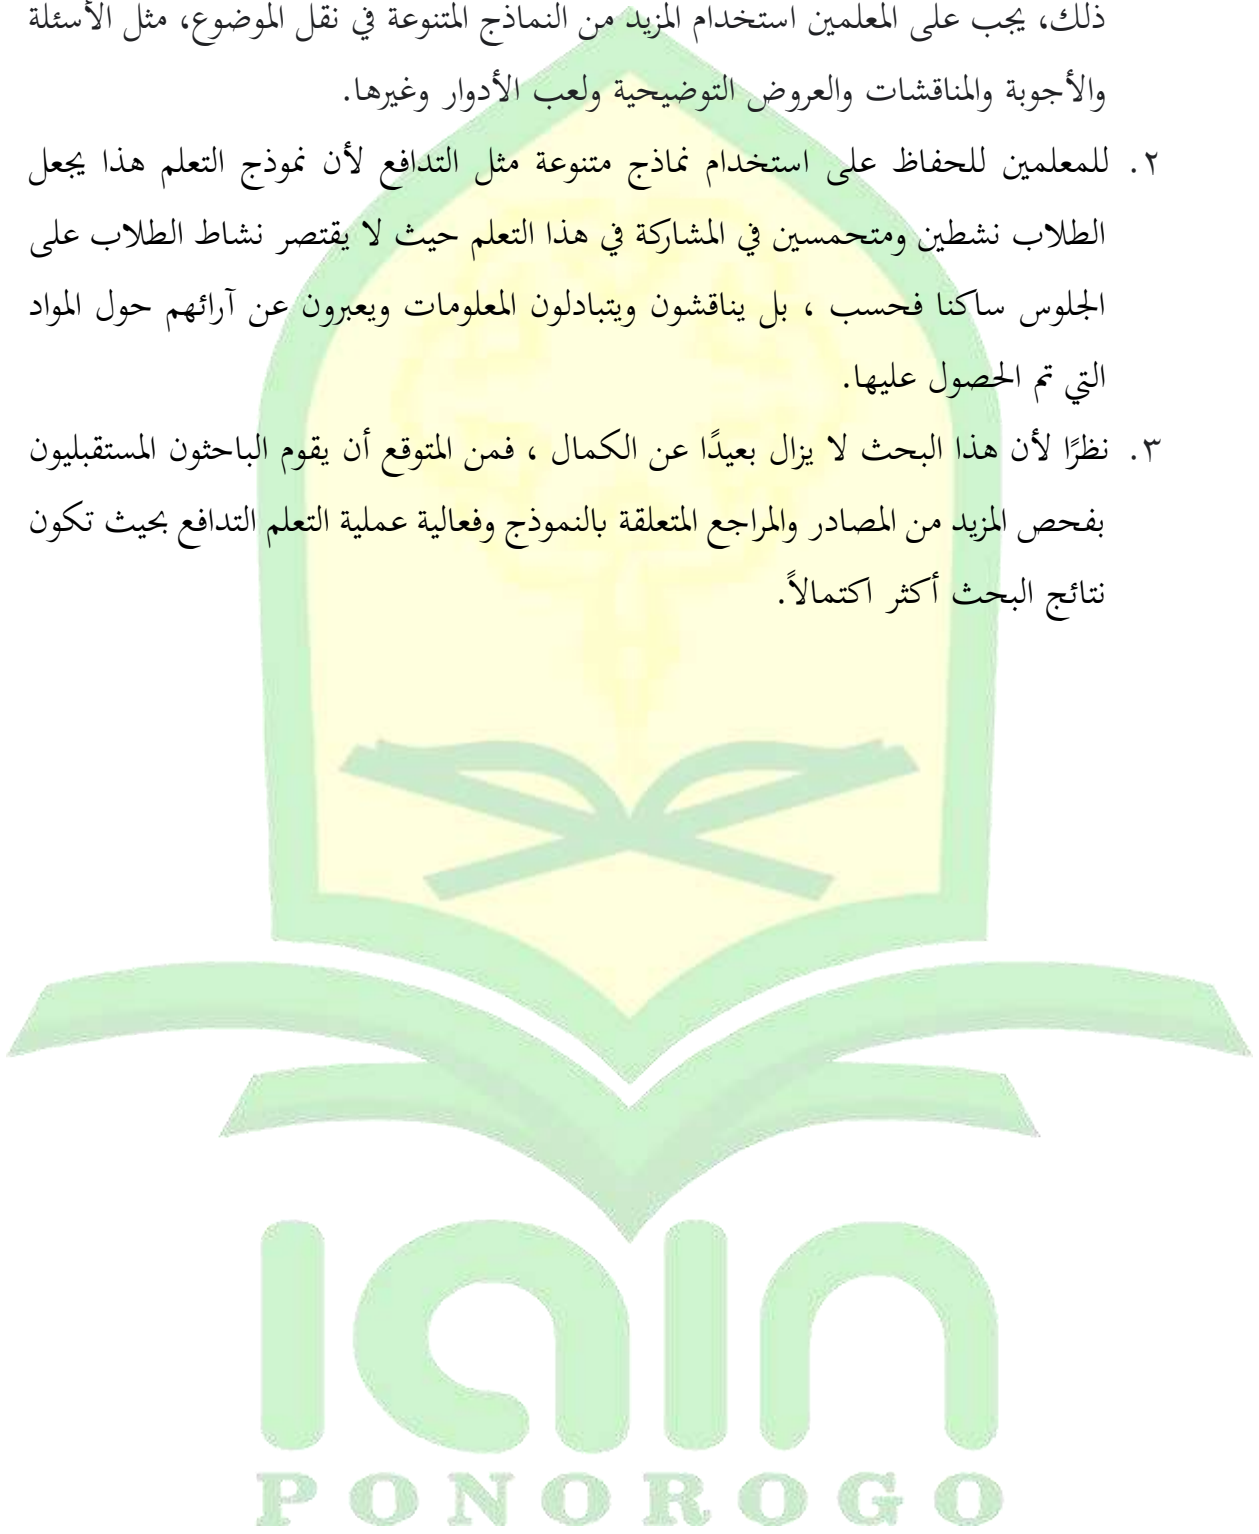 ذلك، يجب على المعلمين استخدام المزيد من النماذج المتنوعة في نقل الموضوع، مثل الأسئلة
والأجوبة والمناقشات والعروض التوضيحية ولعب الأدوار وغيرها.
٢. للمعلمين للحفاظ على استخدام نماذج متنوعة مثل التدافع لأن نموذج التعلم هذا يجعل
الطلاب نشطين ومتحمسين في المشاركة في هذا التعلم حيث لا يقتصر نشاط الطلاب على
الجلوس ساكنا فحسب ، بل يناقشون ويتبادلون المعلومات ويعبرون عن آرائهم حول المواد
التي تم الحصول عليها.
٣. نظرًا لأن هذا البحث لا يزال بعيدًا عن الكمال ، فمن المتوقع أن يقوم الباحثون المستقبليون
بفحص المزيد من المصادر والمراجع المتعلقة بالنموذج وفعالية عملية التعلم التدافع بحيث تكون
نتائج البحث أكثر اكتمالاً.
iain
PONOROGO